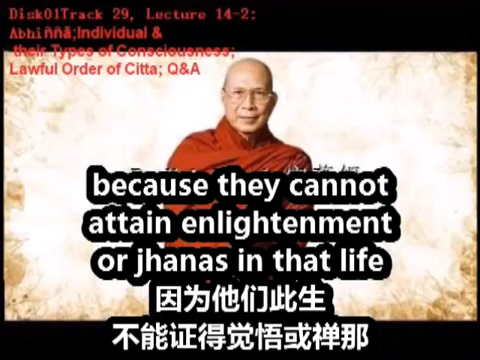 Disk01Track 29, Lecture 14-2:
Abhiññā;Individual &
their Types of Consciousness;
Lawful Order of Citta; Q&A
because they cannot
attain enlightenment
or jhanas in that life
因为他们此生
不能证得觉悟或禅那